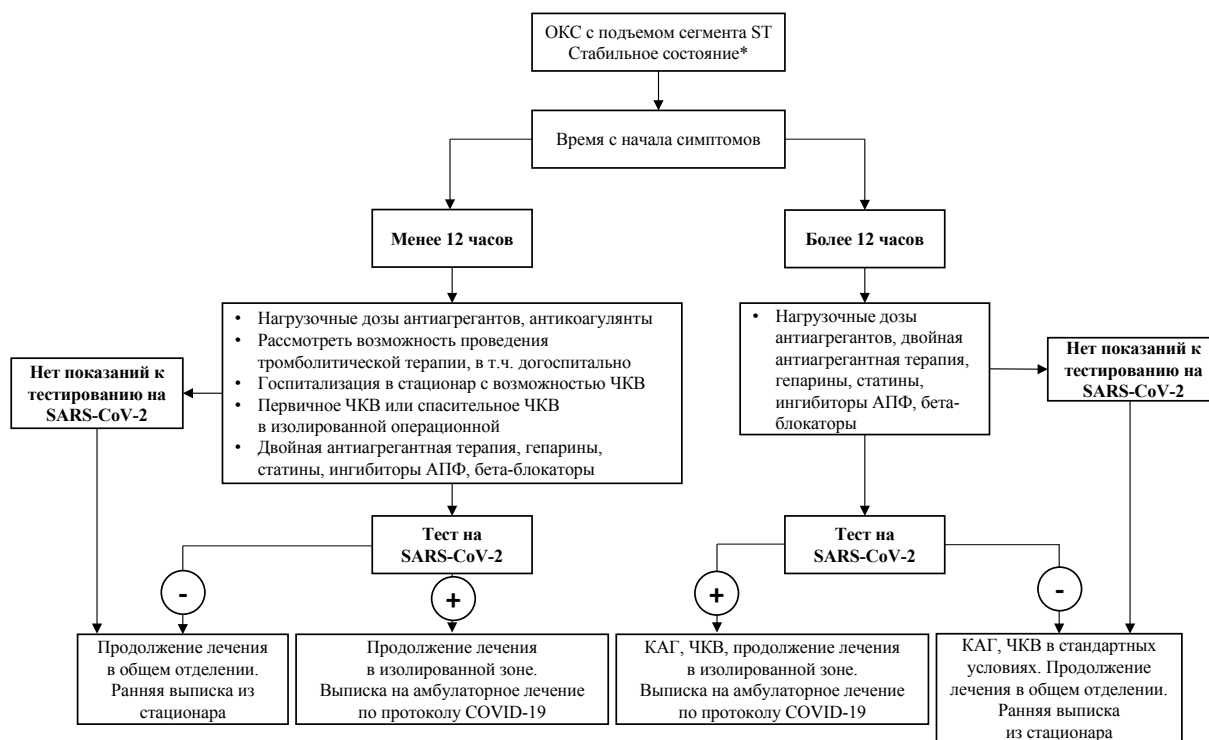 ОКС с подъемом сегмента ST
Стабильное состояние*
Время с начала симптомов
Менее 12 часов
Более 12 часов
• Нагрузочные дозы антиагрегантов, антикоагулянты
• Рассмотреть возможность проведения
тромболитической терапии, в т.ч. догоспитально
• Госпитализация в стационар с возможностью ЧКВ
• Первичное ЧКВ или спасительное ЧКВ
в изолированной операционной
• Двойная антиагрегантная терапия, гепарины,
статины, ингибиторы АПФ, бета-блокаторы
• Нагрузочные дозы
антиагрегантов, двойная
антиагрегантная терапия,
гепарины, статины,
ингибиторы АПФ, бета-
блокаторы
Нет показаний к
тестированию на
SARS-CoV-2
Нет показаний к
тестированию на
SARS-CoV-2
Тест на
SARS-CoV-2
Тест на
SARS-CoV-2
-
+
+
-
Продолжение лечения
в общем отделении.
Ранняя выписка из
стационара
Продолжение лечения
в изолированной зоне.
Выписка на амбулаторное лечение
по протоколу COVID-19
КАГ, ЧКВ, продолжение лечения
в изолированной зоне.
Выписка на амбулаторное лечение
по протоколу COVID-19
КАГ, ЧКВ в стандартных
условиях. Продолжение
лечения в общем отделении.
Ранняя выписка
из стационара